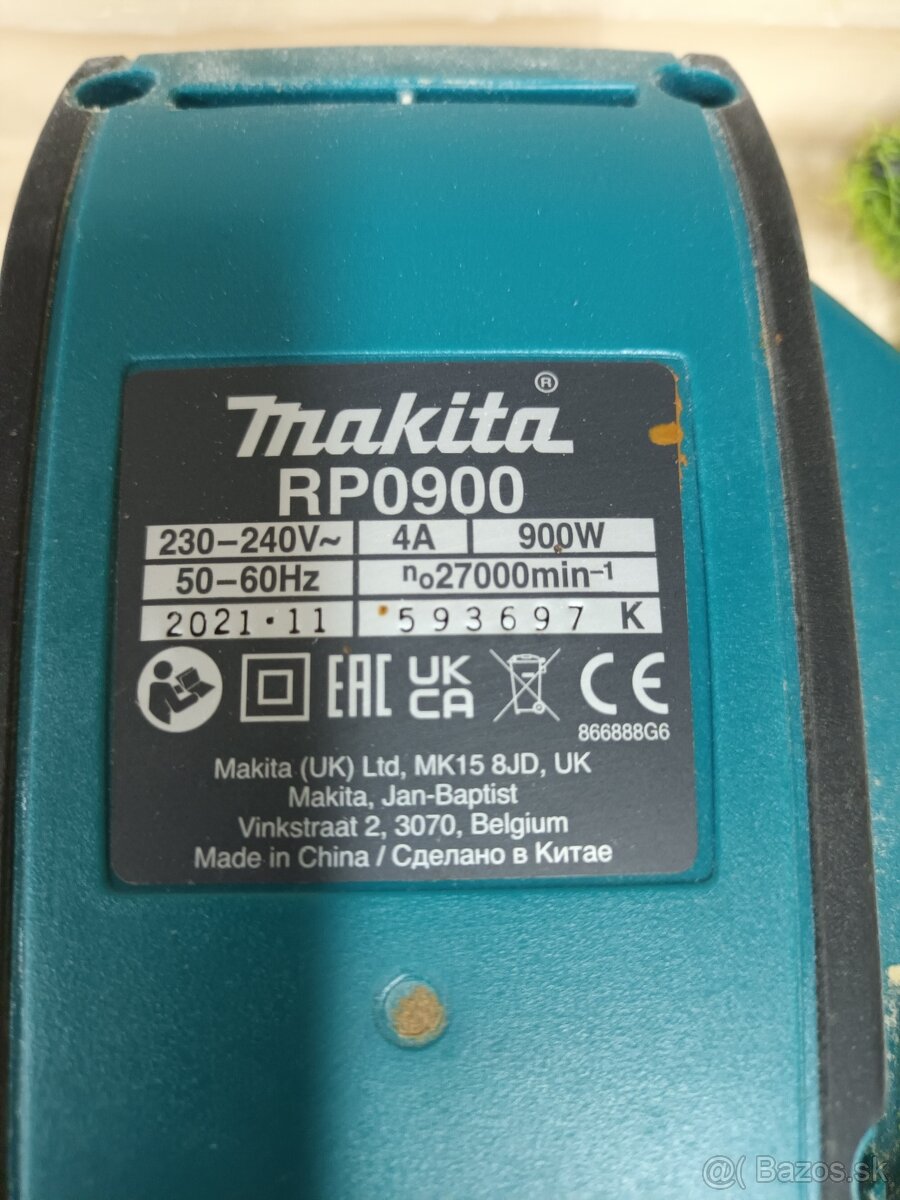 makita®
RP0900
230–240V~ 4A 900W
50–60Hz n₀27000min⁻¹
2021·11 593697 K
EAC UK CA CE
866888G6
Makita (UK) Ltd, MK15 8JD, UK
Makita, Jan-Baptist
Vinkstraat 2, 3070, Belgium
Made in China / Сделано в Китае
@( Bazos.sk